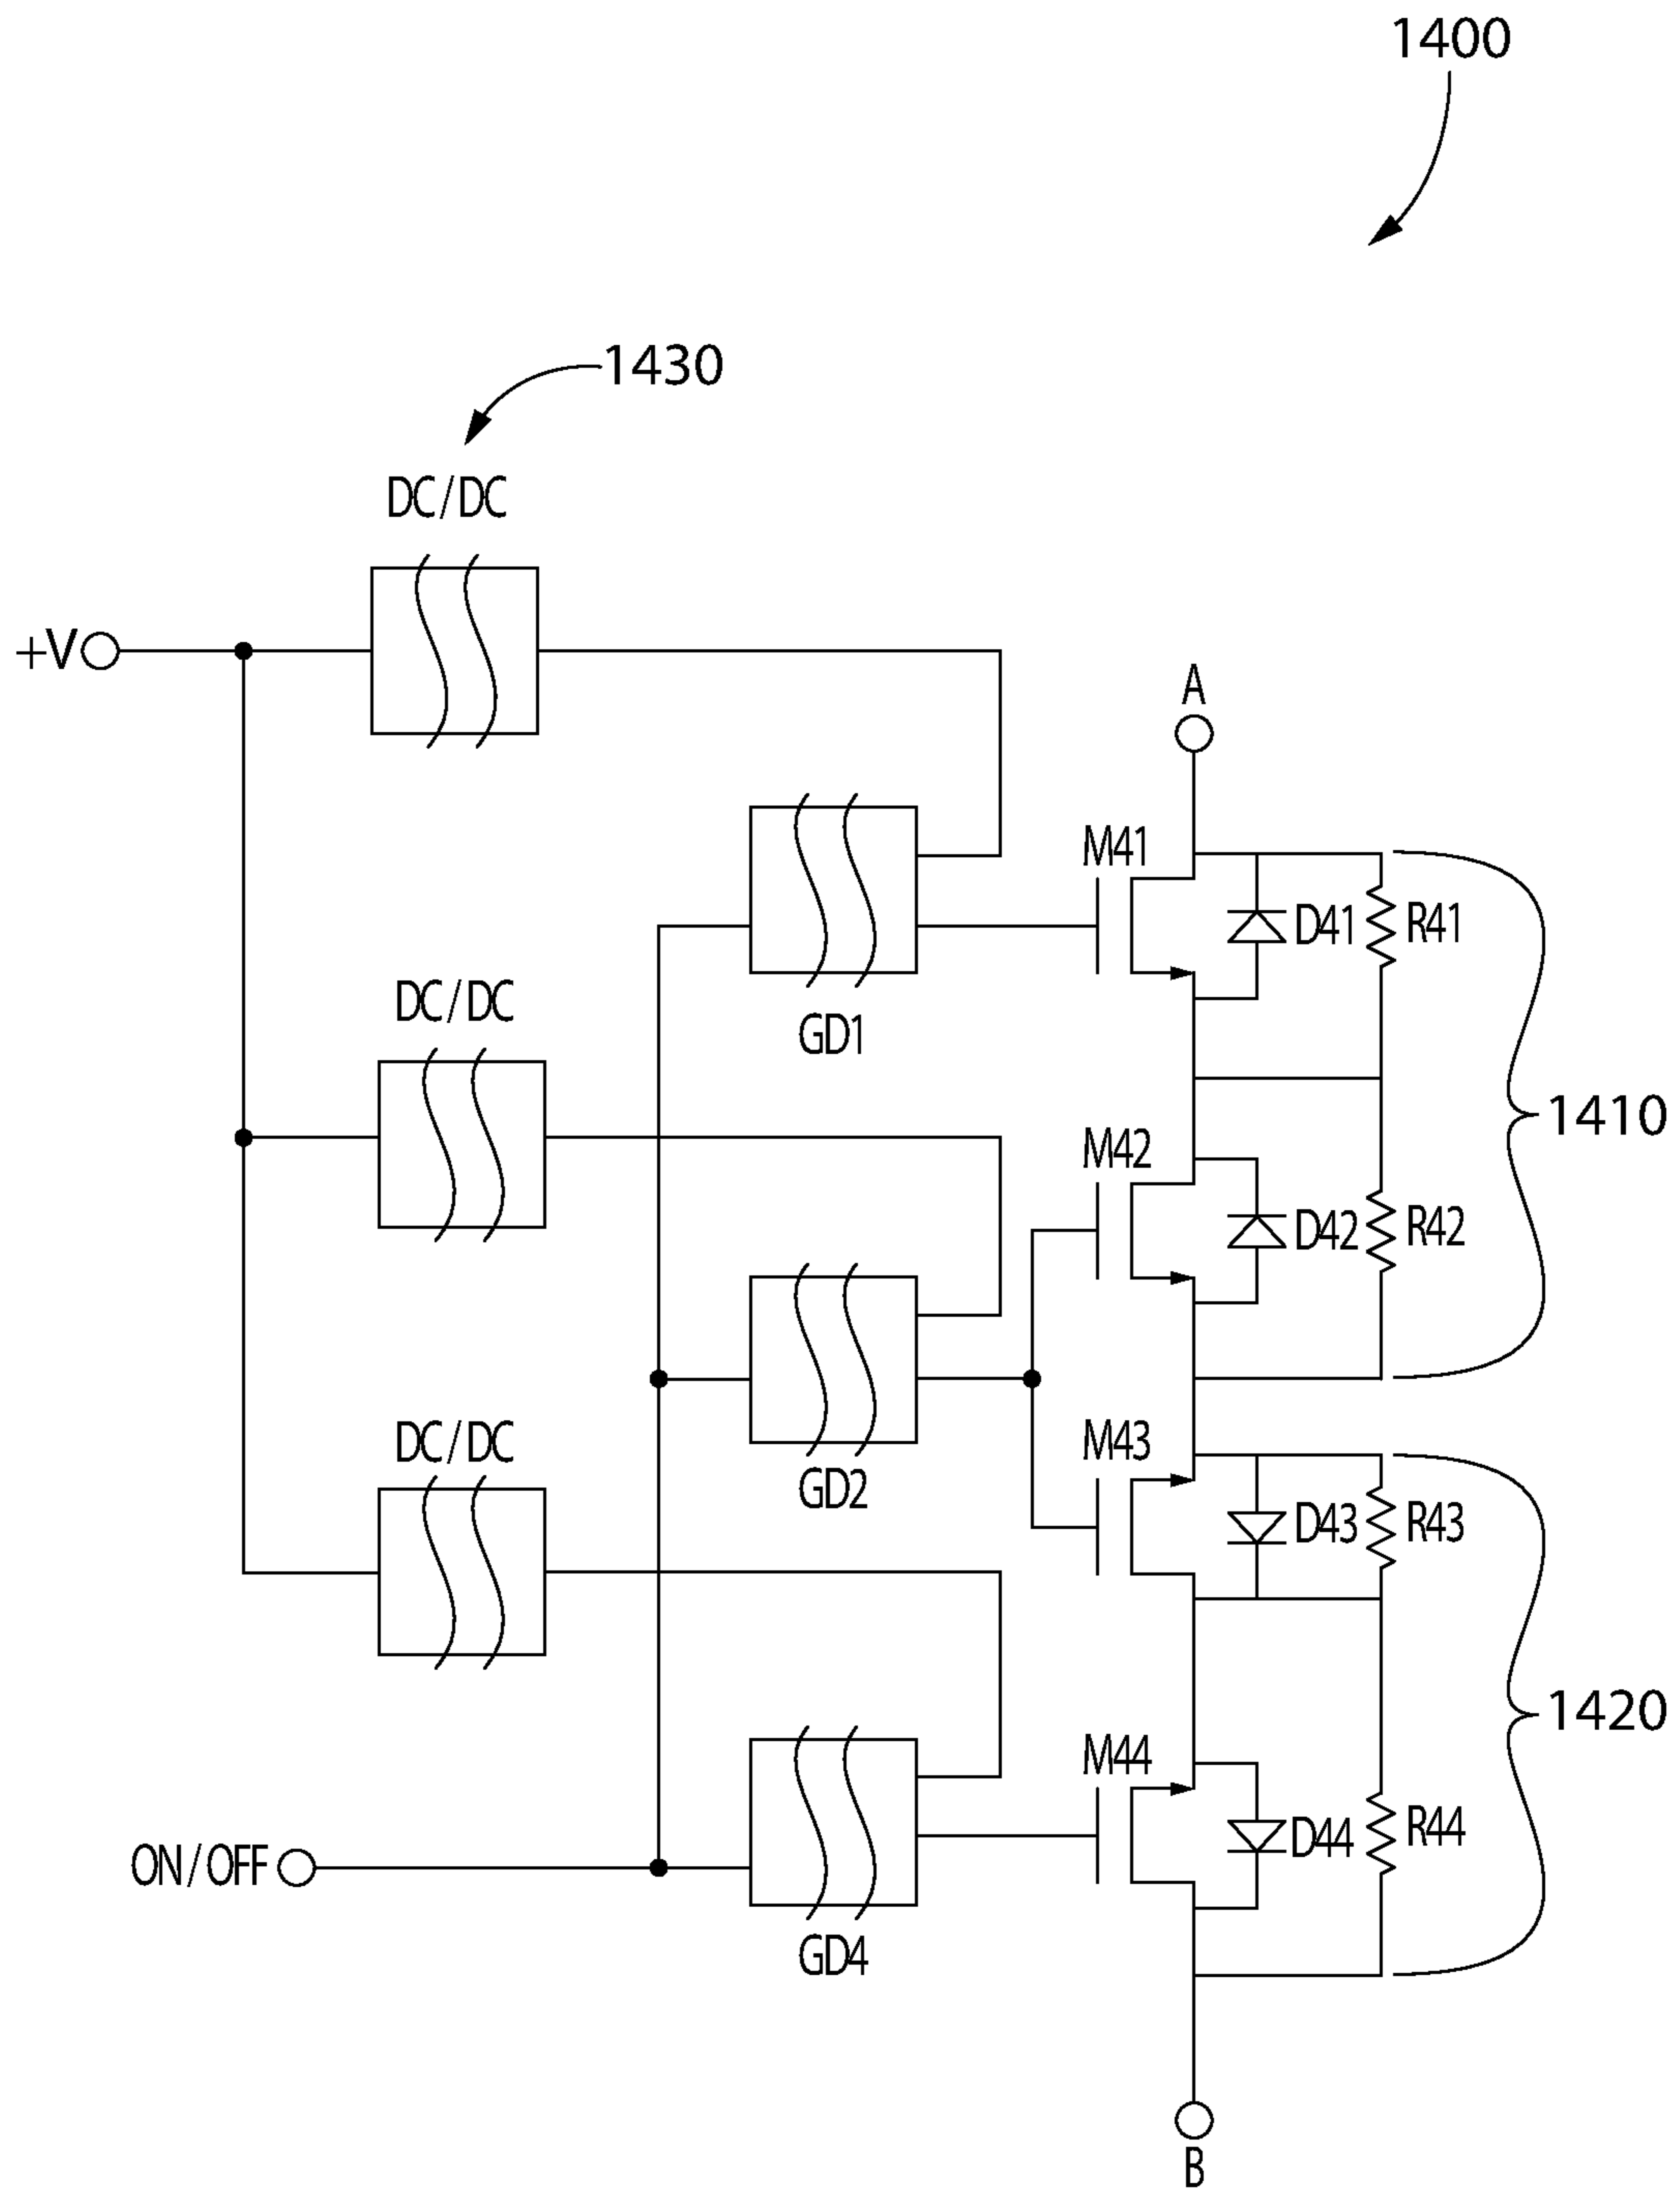 1400
1430
DC/DC
+V
A
M41
D41
R41
DC/DC
GD1
1410
M42
D42
R42
DC/DC
M43
GD2
D43
R43
1420
M44
D44
R44
ON/OFF
GD4
B